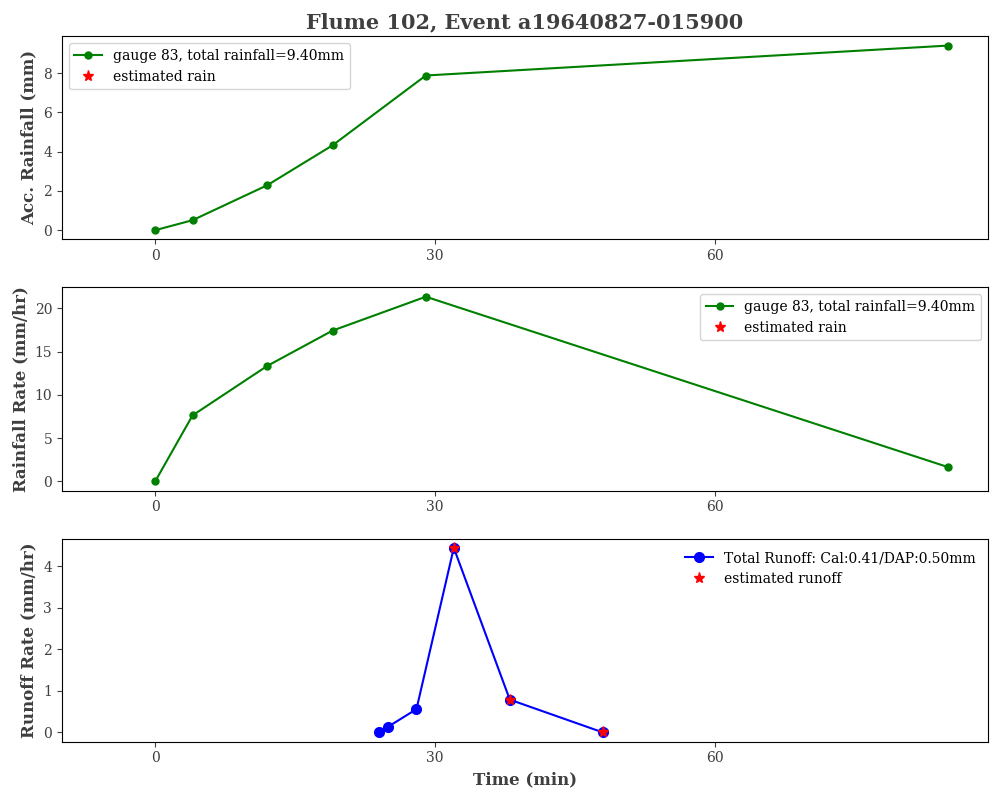 Flume 102, Event a19640827-015900
Acc. Rainfall (mm)
8
6
4
2
0
gauge 83, total rainfall=9.40mm
estimated rain
0 30 60
Rainfall Rate (mm/hr)
20
15
10
5
0
gauge 83, total rainfall=9.40mm
estimated rain
0 30 60
Runoff Rate (mm/hr)
4
3
2
1
0
Total Runoff: Cal:0.41/DAP:0.50mm
estimated runoff
0 30 60
Time (min)